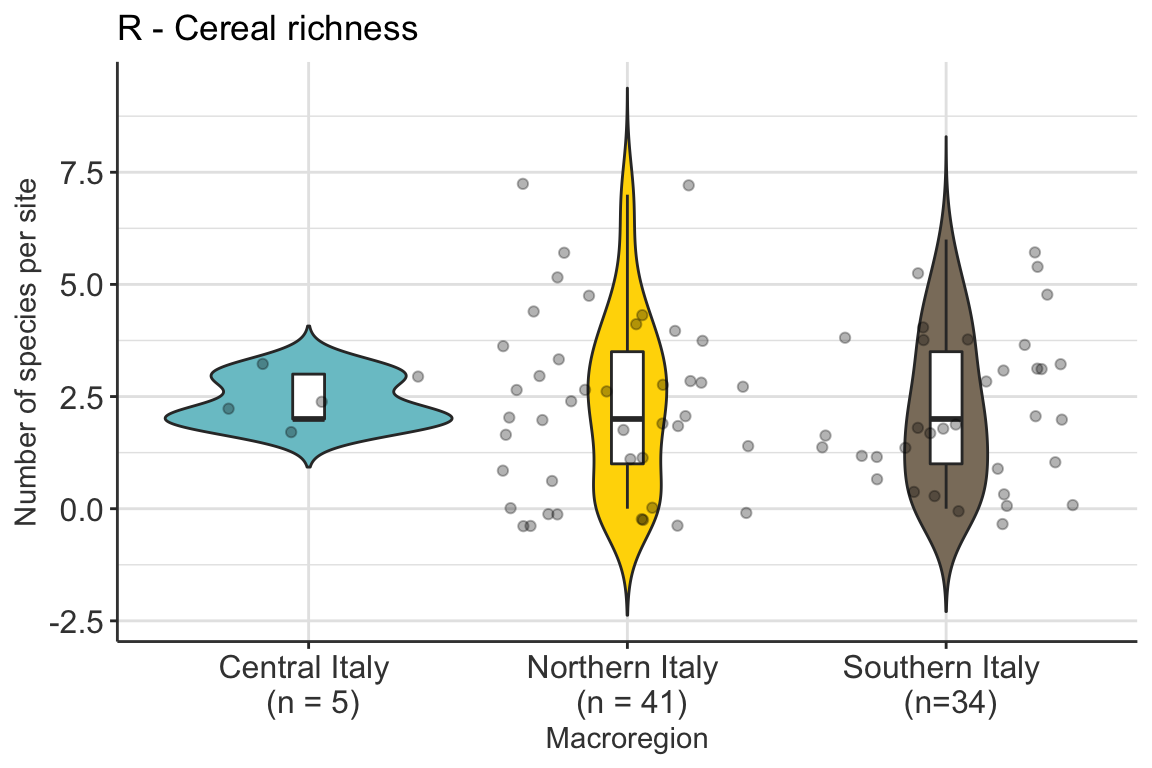 R - Cereal richness
Number of species per site
7.5
5.0
2.5
0.0
-2.5
Central Italy
(n = 5)
Northern Italy
(n = 41)
Southern Italy
(n=34)
Macroregion